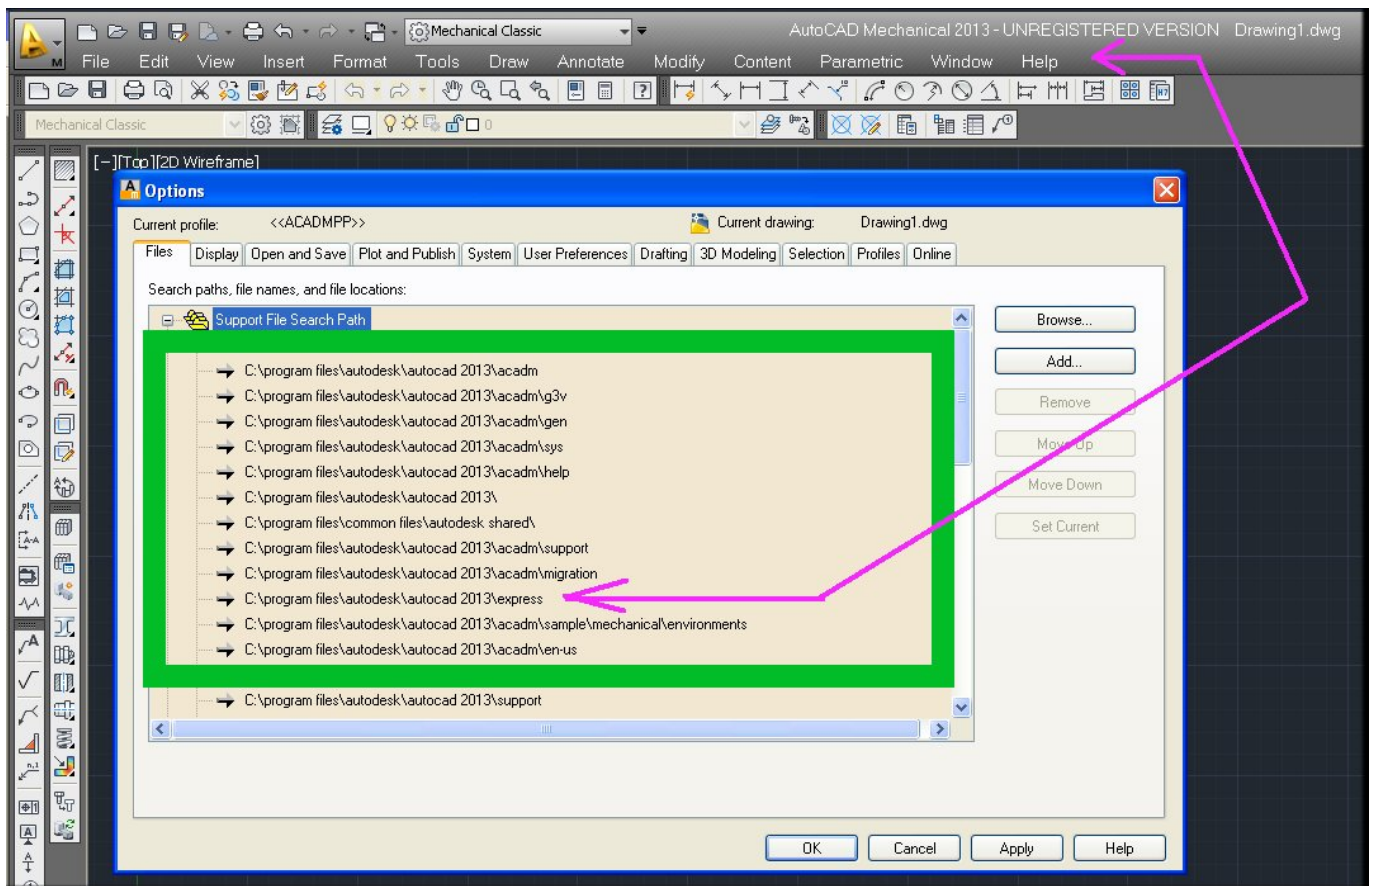 Mechanical Classic
AutoCAD Mechanical 2013 - UNREGISTERED VERSION Drawing1.dwg
M File Edit View Insert Format Tools Draw Annotate Modify Content Parametric Window Help
Mechanical Classic
0
[-][Top][2D Wireframe]
Options
Current profile: <<ACADMPP>> Current drawing: Drawing1.dwg
Files Display Open and Save Plot and Publish System User Preferences Drafting 3D Modeling Selection Profiles Online
Search paths, file names, and file locations:
Support File Search Path
C:\program files\autodesk\autocad 2013\acadm
C:\program files\autodesk\autocad 2013\acadm\g3v
C:\program files\autodesk\autocad 2013\acadm\gen
C:\program files\autodesk\autocad 2013\acadm\sys
C:\program files\autodesk\autocad 2013\acadm\help
C:\program files\autodesk\autocad 2013\
C:\program files\common files\autodesk shared\
C:\program files\autodesk\autocad 2013\acadm\support
C:\program files\autodesk\autocad 2013\acadm\migration
C:\program files\autodesk\autocad 2013\express
C:\program files\autodesk\autocad 2013\acadm\sample\mechanical\environments
C:\program files\autodesk\autocad 2013\acadm\en-us
C:\program files\autodesk\autocad 2013\support
Browse...
Add...
Remove
Move Up
Move Down
Set Current
OK Cancel Apply Help